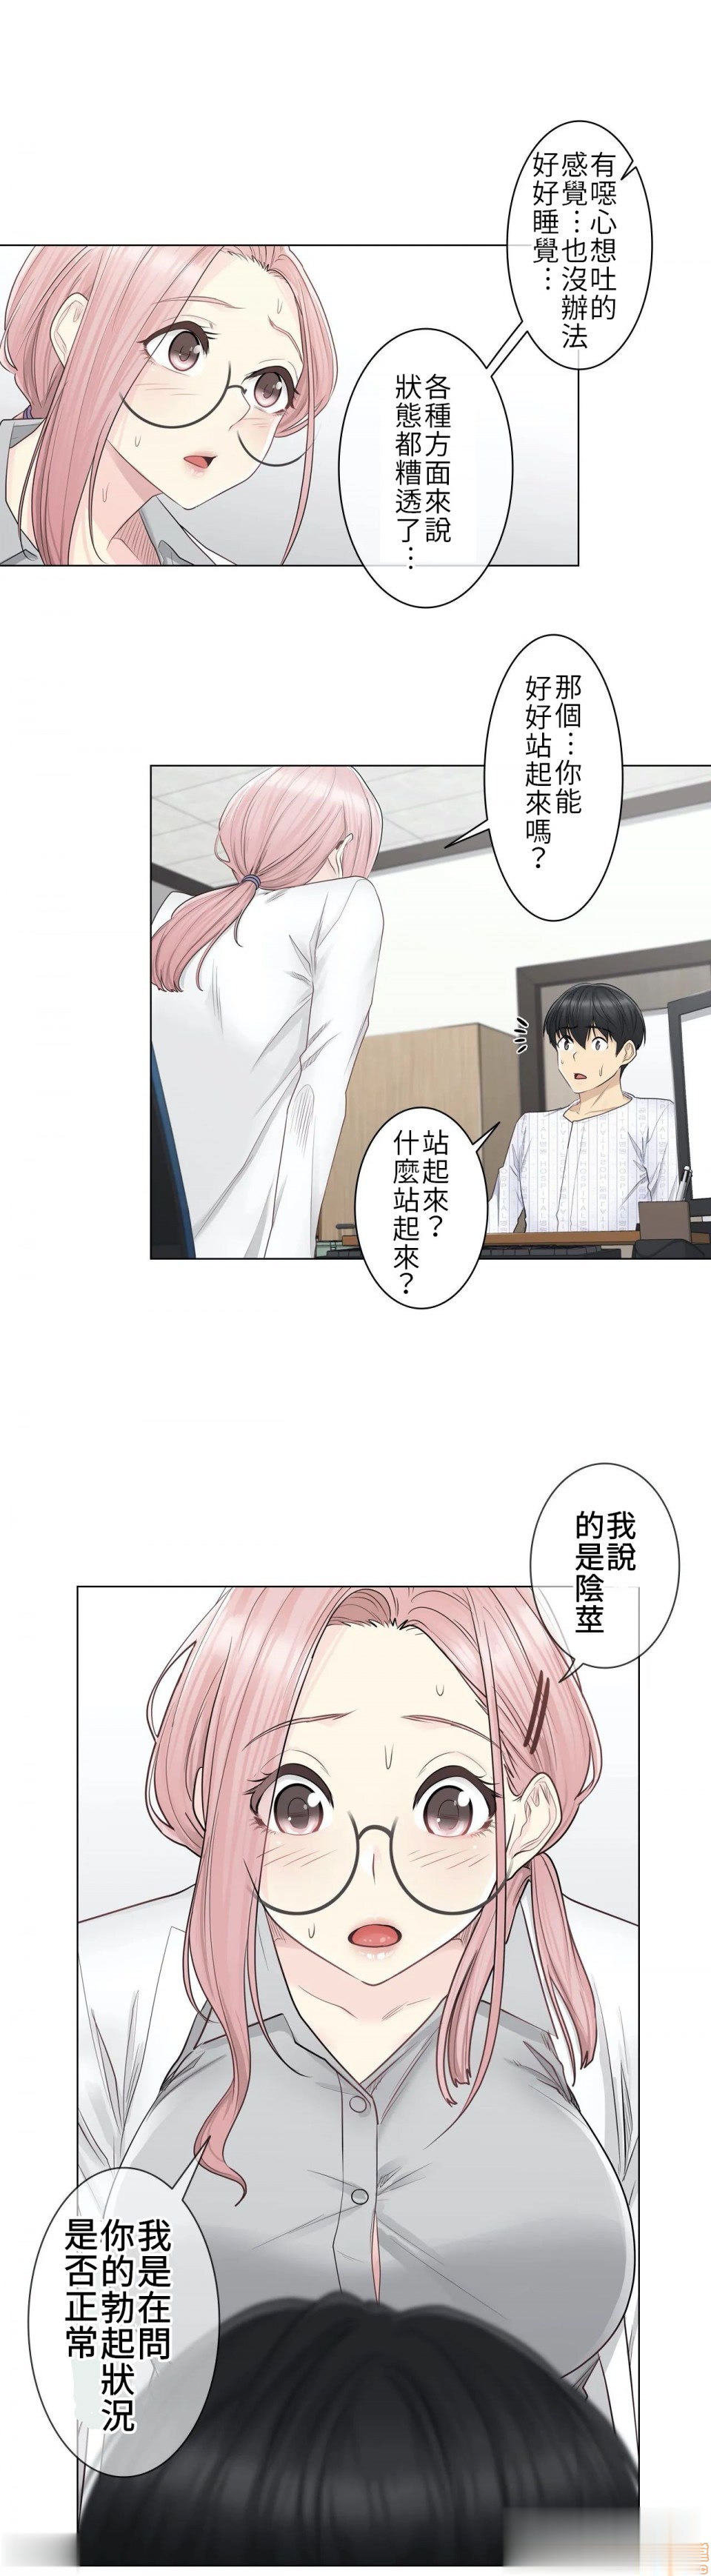 有噁心想吐的
感覺…也沒辦法
好好睡覺…
各種方面來說
狀態都糟透了…
那個…你能
好好站起來嗎？
站起來？
什麼站起來？
我說
的是陰莖
我是在問
你的勃起狀況
是否正常